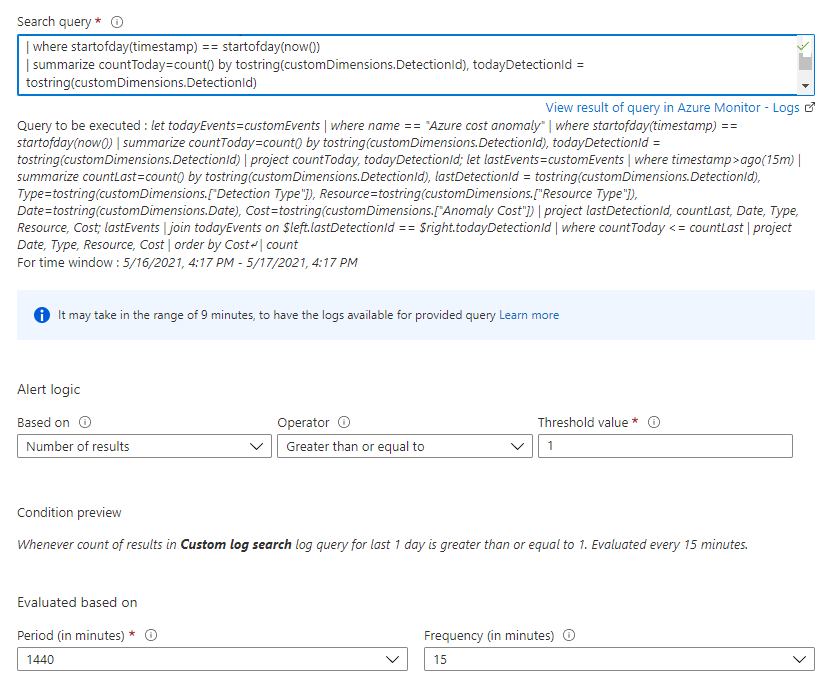 Search query *
| where startofday(timestamp) == startofday(now())
| summarize countToday=count() by tostring(customDimensions.DetectionId), todayDetectionId =
tostring(customDimensions.DetectionId)
View result of query in Azure Monitor - Logs
Query to be executed : let todayEvents=customEvents | where name == "Azure cost anomaly" | where startofday(timestamp) ==
startofday(now()) | summarize countToday=count() by tostring(customDimensions.DetectionId), todayDetectionId =
tostring(customDimensions.DetectionId) | project countToday, todayDetectionId; let lastEvents=customEvents | where timestamp>ago(15m) |
summarize countLast=count() by tostring(customDimensions.DetectionId), lastDetectionId = tostring(customDimensions.DetectionId),
Type=tostring(customDimensions.["Detection Type"]), Resource=tostring(customDimensions.["Resource Type"]),
Date=tostring(customDimensions.Date), Cost=tostring(customDimensions.["Anomaly Cost"]) | project lastDetectionId, countLast, Date, Type,
Resource, Cost; lastEvents | join todayEvents on $left.lastDetectionId == $right.todayDetectionId | where countToday <= countLast | project
Date, Type, Resource, Cost | order by Cost↵ | count
For time window : 5/16/2021, 4:17 PM - 5/17/2021, 4:17 PM
It may take in the range of 9 minutes, to have the logs available for provided query Learn more
Alert logic
Based on Operator Threshold value *
Number of results Greater than or equal to 1
Condition preview
Whenever count of results in Custom log search log query for last 1 day is greater than or equal to 1. Evaluated every 15 minutes.
Evaluated based on
Period (in minutes) * Frequency (in minutes)
1440 15